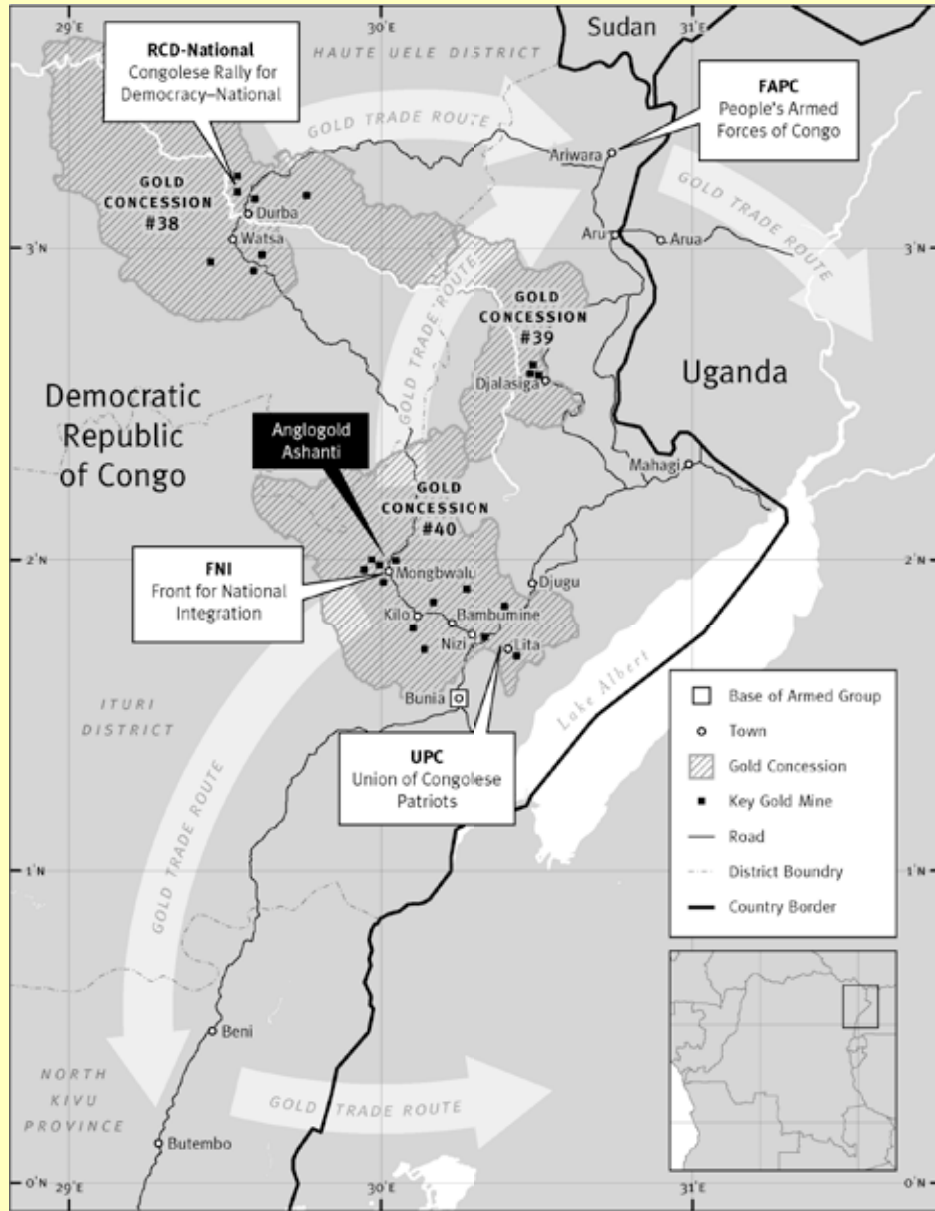 29°E
30°E
31°E
Sudan
HAUTE UELE DISTRICT
RCD-National
Congolese Rally for
Democracy–National
FAPC
People's Armed
Forces of Congo
GOLD TRADE ROUTE
Ariwara
GOLD
CONCESSION
#38
Durba
Watsa
GOLD TRADE ROUTE
Aru
Arua
3°N
3°N
GOLD TRADE ROUTE
GOLD
CONCESSION
#39
Djalasiga
Uganda
Democratic
Republic
of Congo
Anglogold
Ashanti
GOLD
CONCESSION
#40
Mahagi
2°N
2°N
FNI
Front for National
Integration
Mongbwalu
Djugu
Kilo
Bambumine
Nizi
Lita
ITURI
DISTRICT
Bunia
Lake Albert
UPC
Union of Congolese
Patriots
GOLD TRADE ROUTE
Base of Armed Group
Town
Gold Concession
Key Gold Mine
Road
District Boundry
Country Border
1°N
1°N
Beni
NORTH
KIVU
PROVINCE
GOLD TRADE ROUTE
Butembo
0°N
0°N
29°E
30°E
31°E